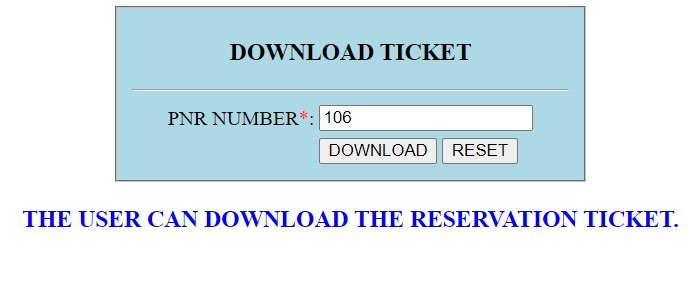 DOWNLOAD TICKET
PNR NUMBER*: 106
DOWNLOAD RESET
THE USER CAN DOWNLOAD THE RESERVATION TICKET.